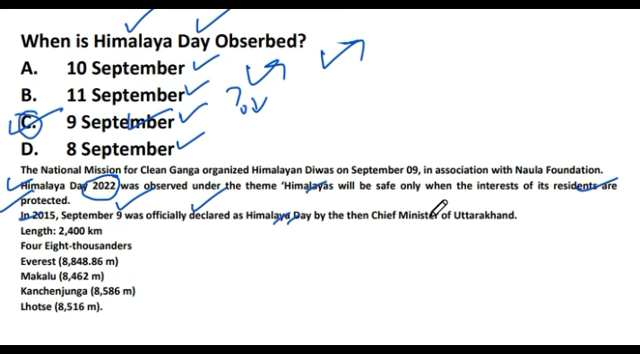 When is Himalaya Day Obserbed?
A. 10 September
B. 11 September
C. 9 September
D. 8 September
The National Mission for Clean Ganga organized Himalayan Diwas on September 09, in association with Naula Foundation.
Himalaya Day 2022 was observed under the theme 'Himalayas will be safe only when the interests of its residents are
protected.
In 2015, September 9 was officially declared as Himalaya Day by the then Chief Minister of Uttarakhand.
Length: 2,400 km
Four Eight-thousanders
Everest (8,848.86 m)
Makalu (8,462 m)
Kanchenjunga (8,586 m)
Lhotse (8,516 m).